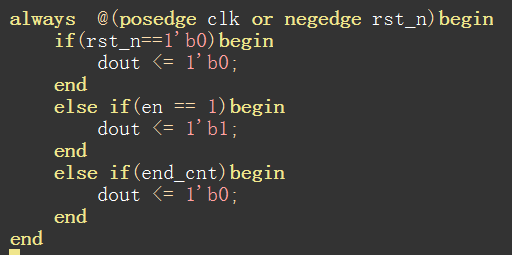 always  @(posedge clk or negedge rst_n)begin
    if(rst_n==1'b0)begin
        dout <= 1'b0;
    end
    else if(en == 1)begin
        dout <= 1'b1;
    end
    else if(end_cnt)begin
        dout <= 1'b0;
    end
end